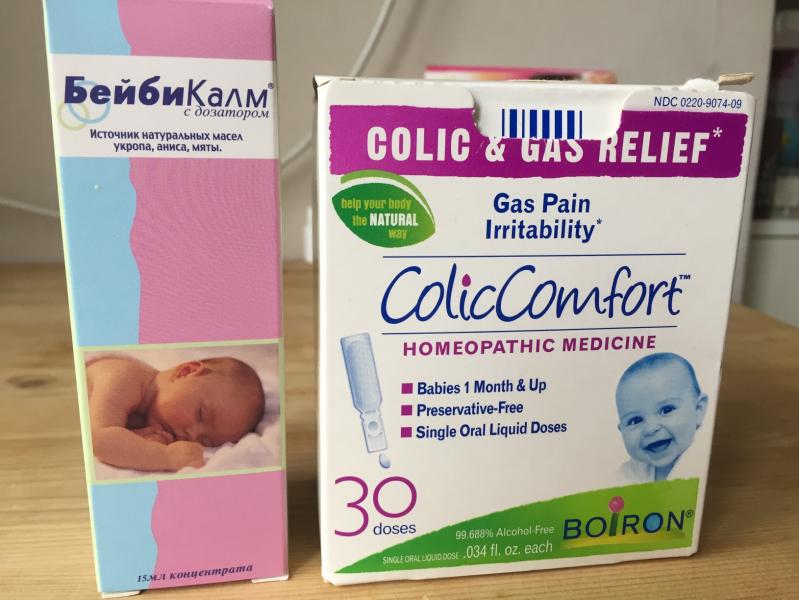 БейбиКалм®
с дозатором
Источник натуральных масел
укропа, аниса, мяты.
15мл концентрата
NDC 0220-9074-09
COLIC & GAS RELIEF*
help your body
the NATURAL
way
Gas Pain
Irritability*
ColicComfort™
HOMEOPATHIC MEDICINE
Babies 1 Month & Up
Preservative-Free
Single Oral Liquid Doses
30
doses
99.688% Alcohol-Free
SINGLE ORAL LIQUID DOSE .034 fl. oz. each
BOIRON®